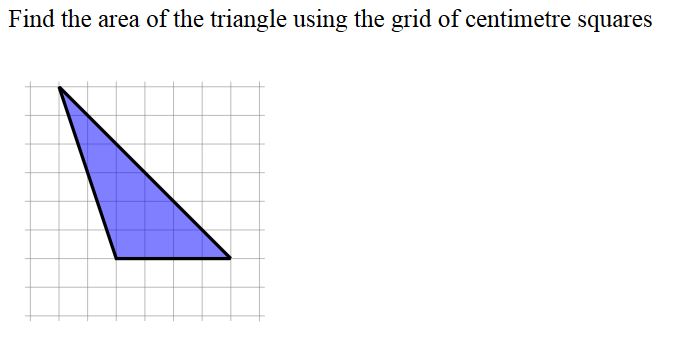 Find the area of the triangle using the grid of centimetre squares